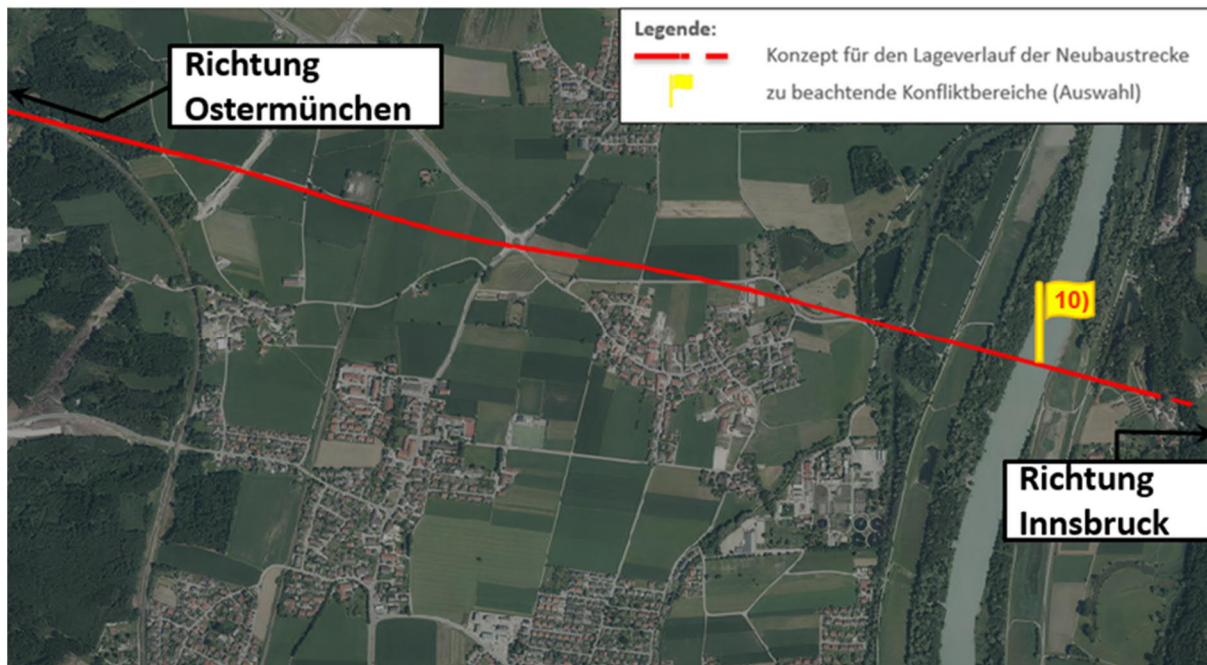 Legende:
Konzept für den Lageverlauf der Neubaustrecke
zu beachtende Konfliktbereiche (Auswahl)
Richtung
Ostermünchen
10)
Richtung
Innsbruck